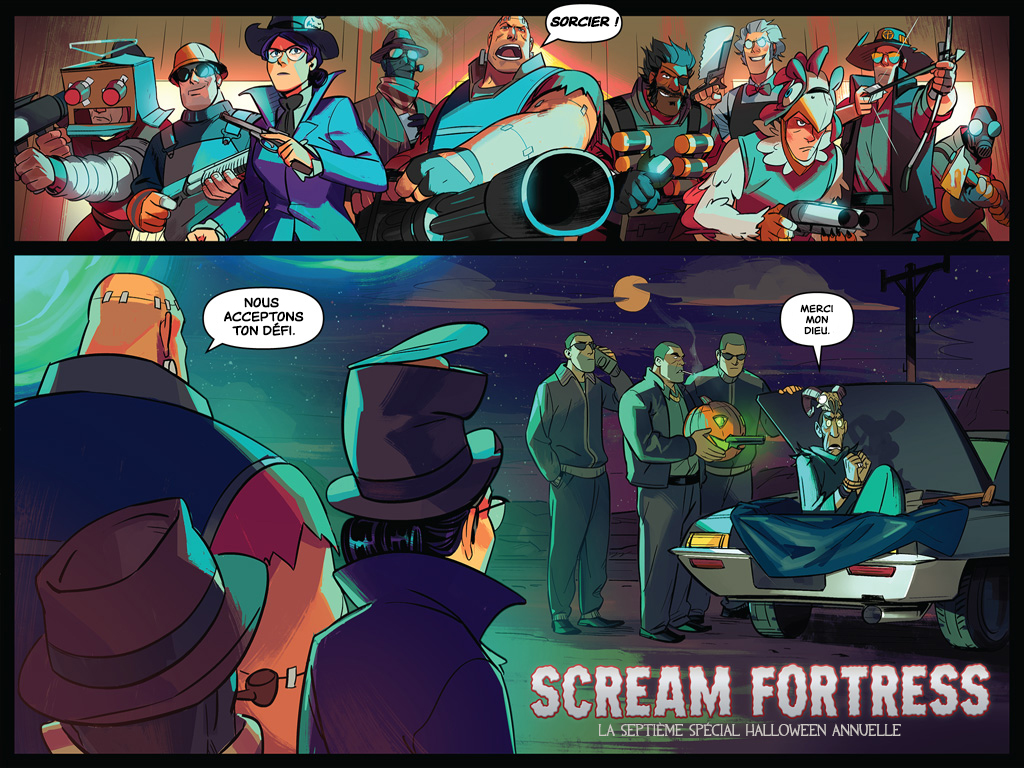 SORCIER !
NOUS
ACCEPTONS
TON DÉFI.
MERCI
MON
DIEU.
SCREAM FORTRESS
LA SEPTIÈME SPÉCIAL HALLOWEEN ANNUELLE